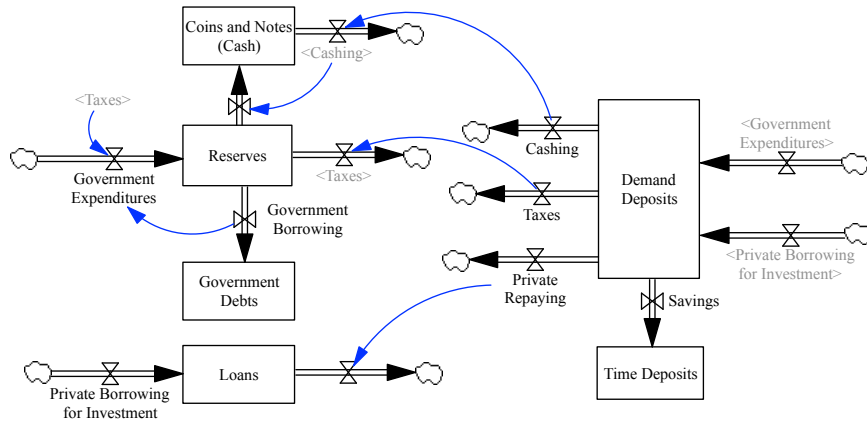 Coins and Notes
(Cash)
<Cashing>
<Taxes>
Reserves
Government
Expenditures
<Taxes>
Government
Borrowing
Government
Debts
Loans
Private Borrowing
for Investment
Cashing
Taxes
Private
Repaying
Demand
Deposits
<Government
Expenditures>
<Private Borrowing
for Investment>
Savings
Time Deposits